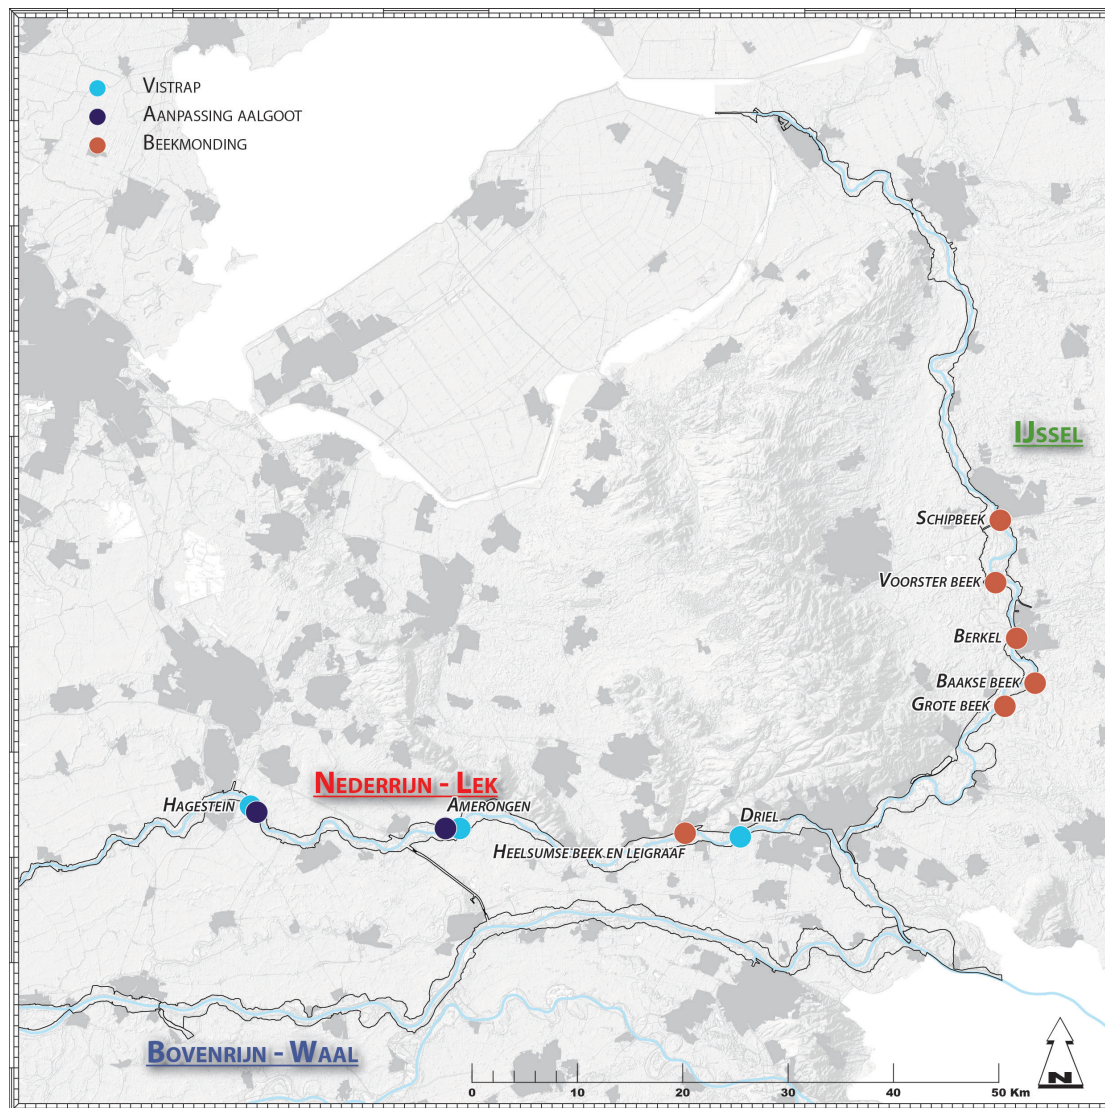 Vistrap
Aanpassing aalgoot
Beekmonding
IJssel
Schipbeek
Voorster beek
Berkel
Baakse beek
Grote beek
Nederrijn - Lek
Hagestein
Amerongen
Driel
Heelsumse beek en leigraaf
Bovenrijn - Waal
N
0 10 20 30 40 50 Km